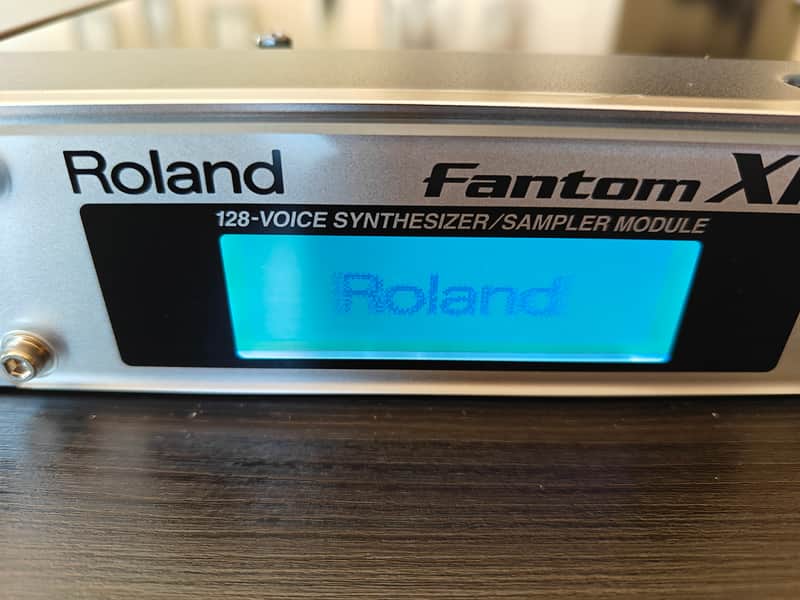 Roland
Fantom X
128-VOICE SYNTHESIZER/SAMPLER MODULE
Roland